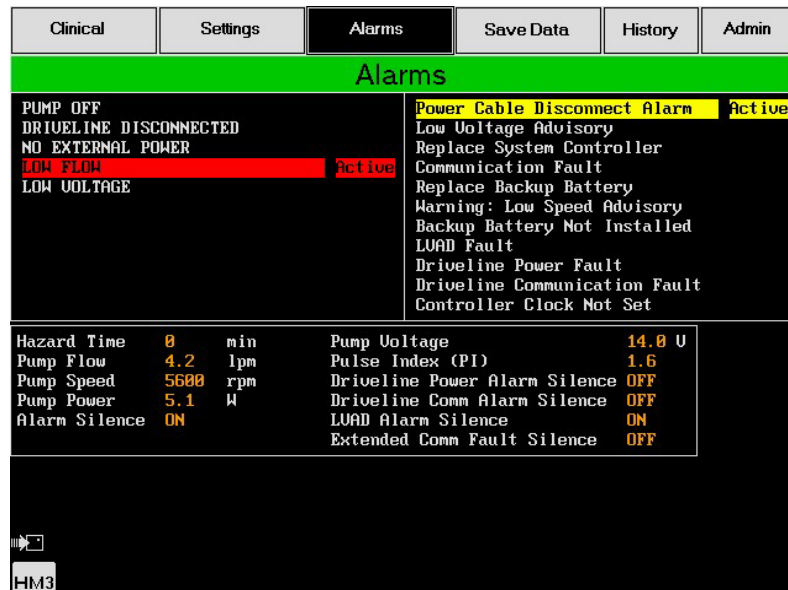 Clinical Settings Alarms Save Data History Admin
Alarms
PUMP OFF
DRIVELINE DISCONNECTED
NO EXTERNAL POWER
LOW FLOW Active
LOW VOLTAGE
Power Cable Disconnect Alarm Active
Low Voltage Advisory
Replace System Controller
Communication Fault
Replace Backup Battery
Warning: Low Speed Advisory
Backup Battery Not Installed
LVAD Fault
Driveline Power Fault
Driveline Communication Fault
Controller Clock Not Set
Hazard Time 0 min
Pump Flow 4.2 lpm
Pump Speed 5600 rpm
Pump Power 5.1 W
Alarm Silence ON
Pump Voltage 14.0 V
Pulse Index (PI) 1.6
Driveline Power Alarm Silence OFF
Driveline Comm Alarm Silence OFF
LVAD Alarm Silence ON
Extended Comm Fault Silence OFF
HM3